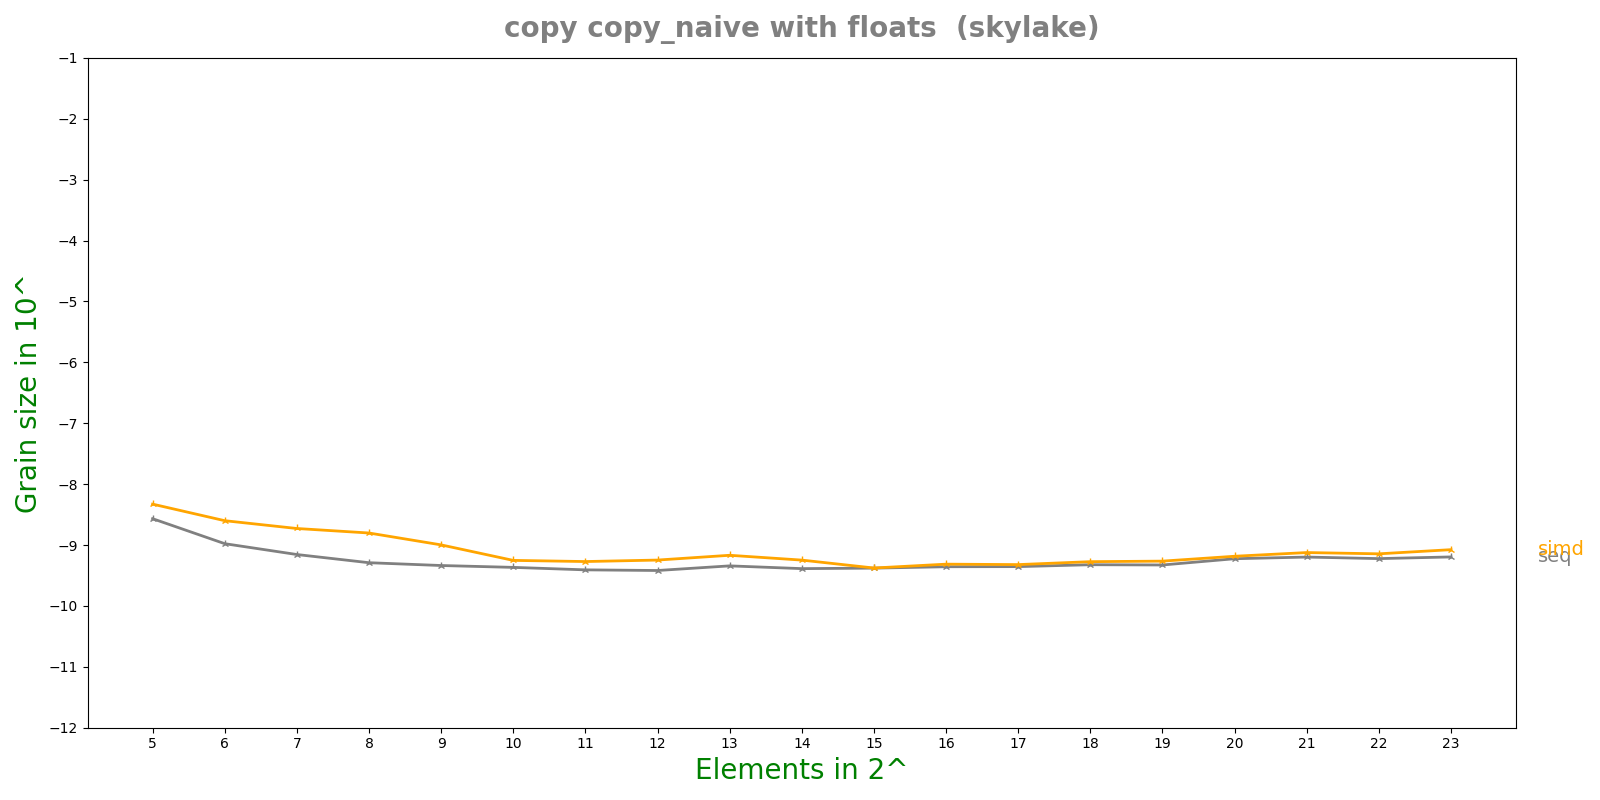 copy copy_naive with floats  (skylake)
Grain size in 10^
−1
−2
−3
−4
−5
−6
−7
−8
−9
−10
−11
−12
simd
seq
5 6 7 8 9 10 11 12 13 14 15 16 17 18 19 20 21 22 23
Elements in 2^